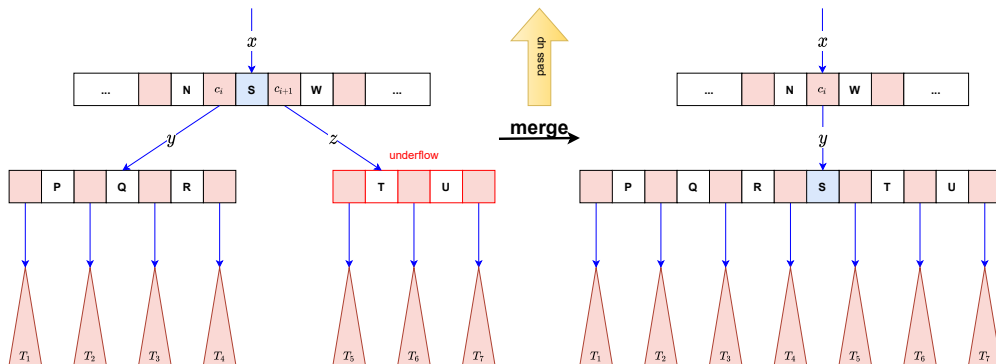 x
x
pass up
... N c_i S c_{i+1} W ...
... N c_i W ...
y
z
merge
y
underflow
P Q R
T U
P Q R S T U
T_1 T_2 T_3 T_4 T_5 T_6 T_7
T_1 T_2 T_3 T_4 T_5 T_6 T_7